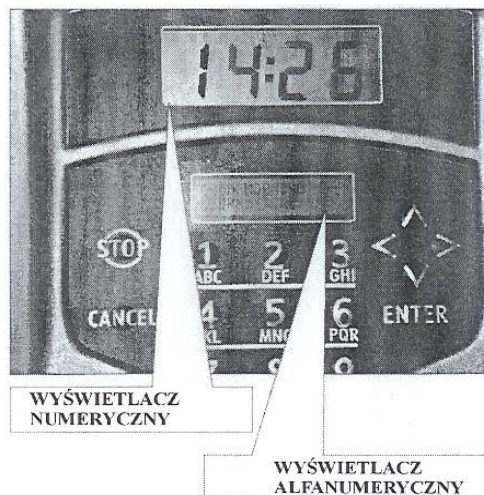 14:26
STOP
1 2 3
ABC DEF GHI
CANCEL 4 5 6 ENTER
KL MNO PQR
WYŚWIETLACZ
NUMERYCZNY
WYŚWIETLACZ
ALFANUMERYCZNY